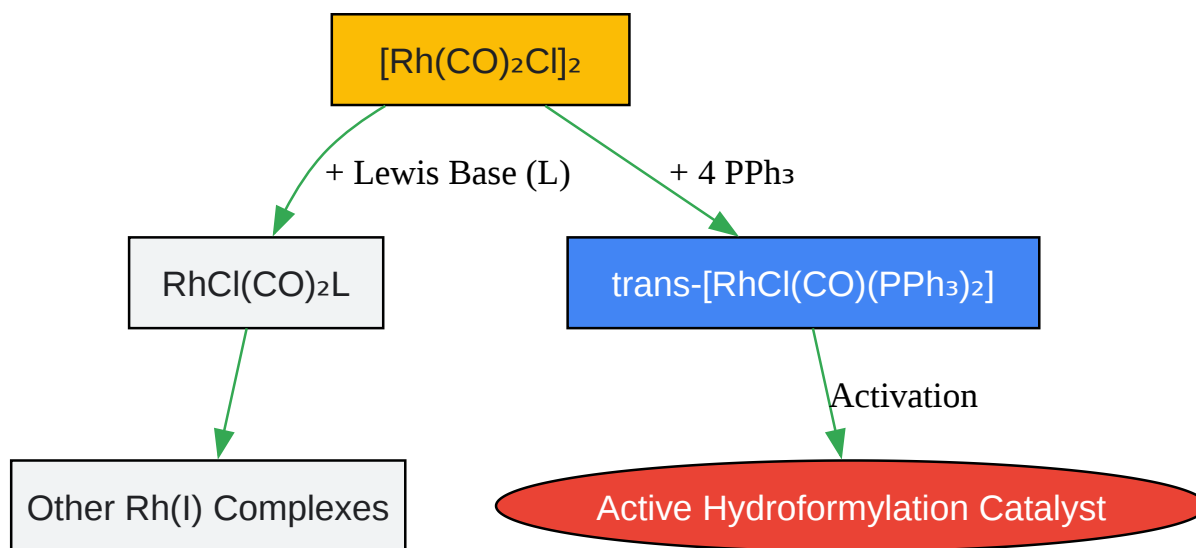 [Rh(CO)₂Cl]₂
+ Lewis Base (L)
+ 4 PPh₃
RhCl(CO)₂L
trans-[RhCl(CO)(PPh₃)₂]
Activation
Other Rh(I) Complexes
Active Hydroformylation Catalyst